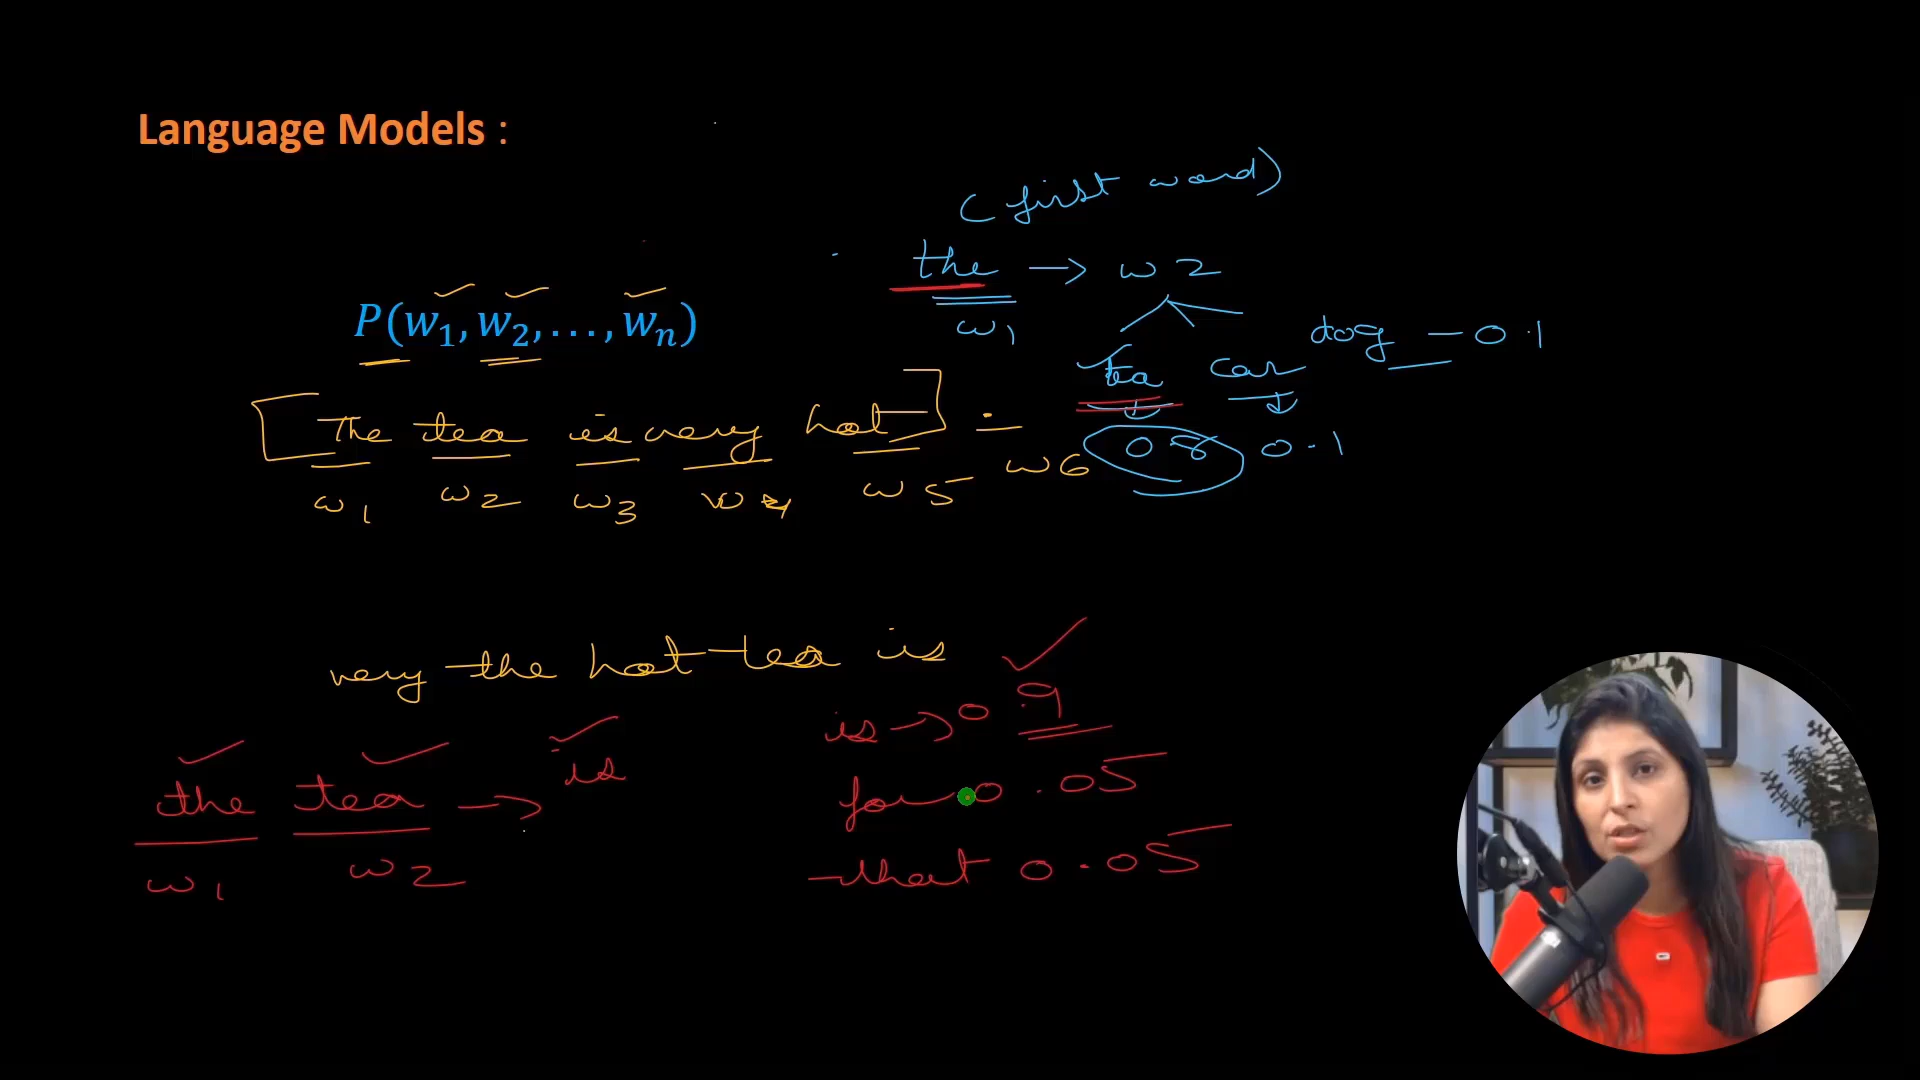 Language Models :
(first word)
the → w2
w1
P(w₁, w₂, ..., wₙ)
tea car dog - 0.1
0.8 0.1
[The tea is very hot] =
w1 w2 w3 w4 w5 w6
very the hot tea is
is → 0.9
the tea → is
for 0.05
w1 w2
that 0.05